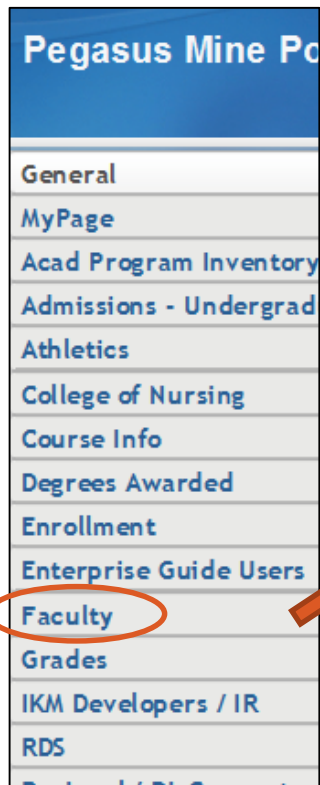 Pegasus Mine Po
General
MyPage
Acad Program Inventory
Admissions - Undergrad
Athletics
College of Nursing
Course Info
Degrees Awarded
Enrollment
Enterprise Guide Users
Faculty
Grades
IKM Developers / IR
RDS